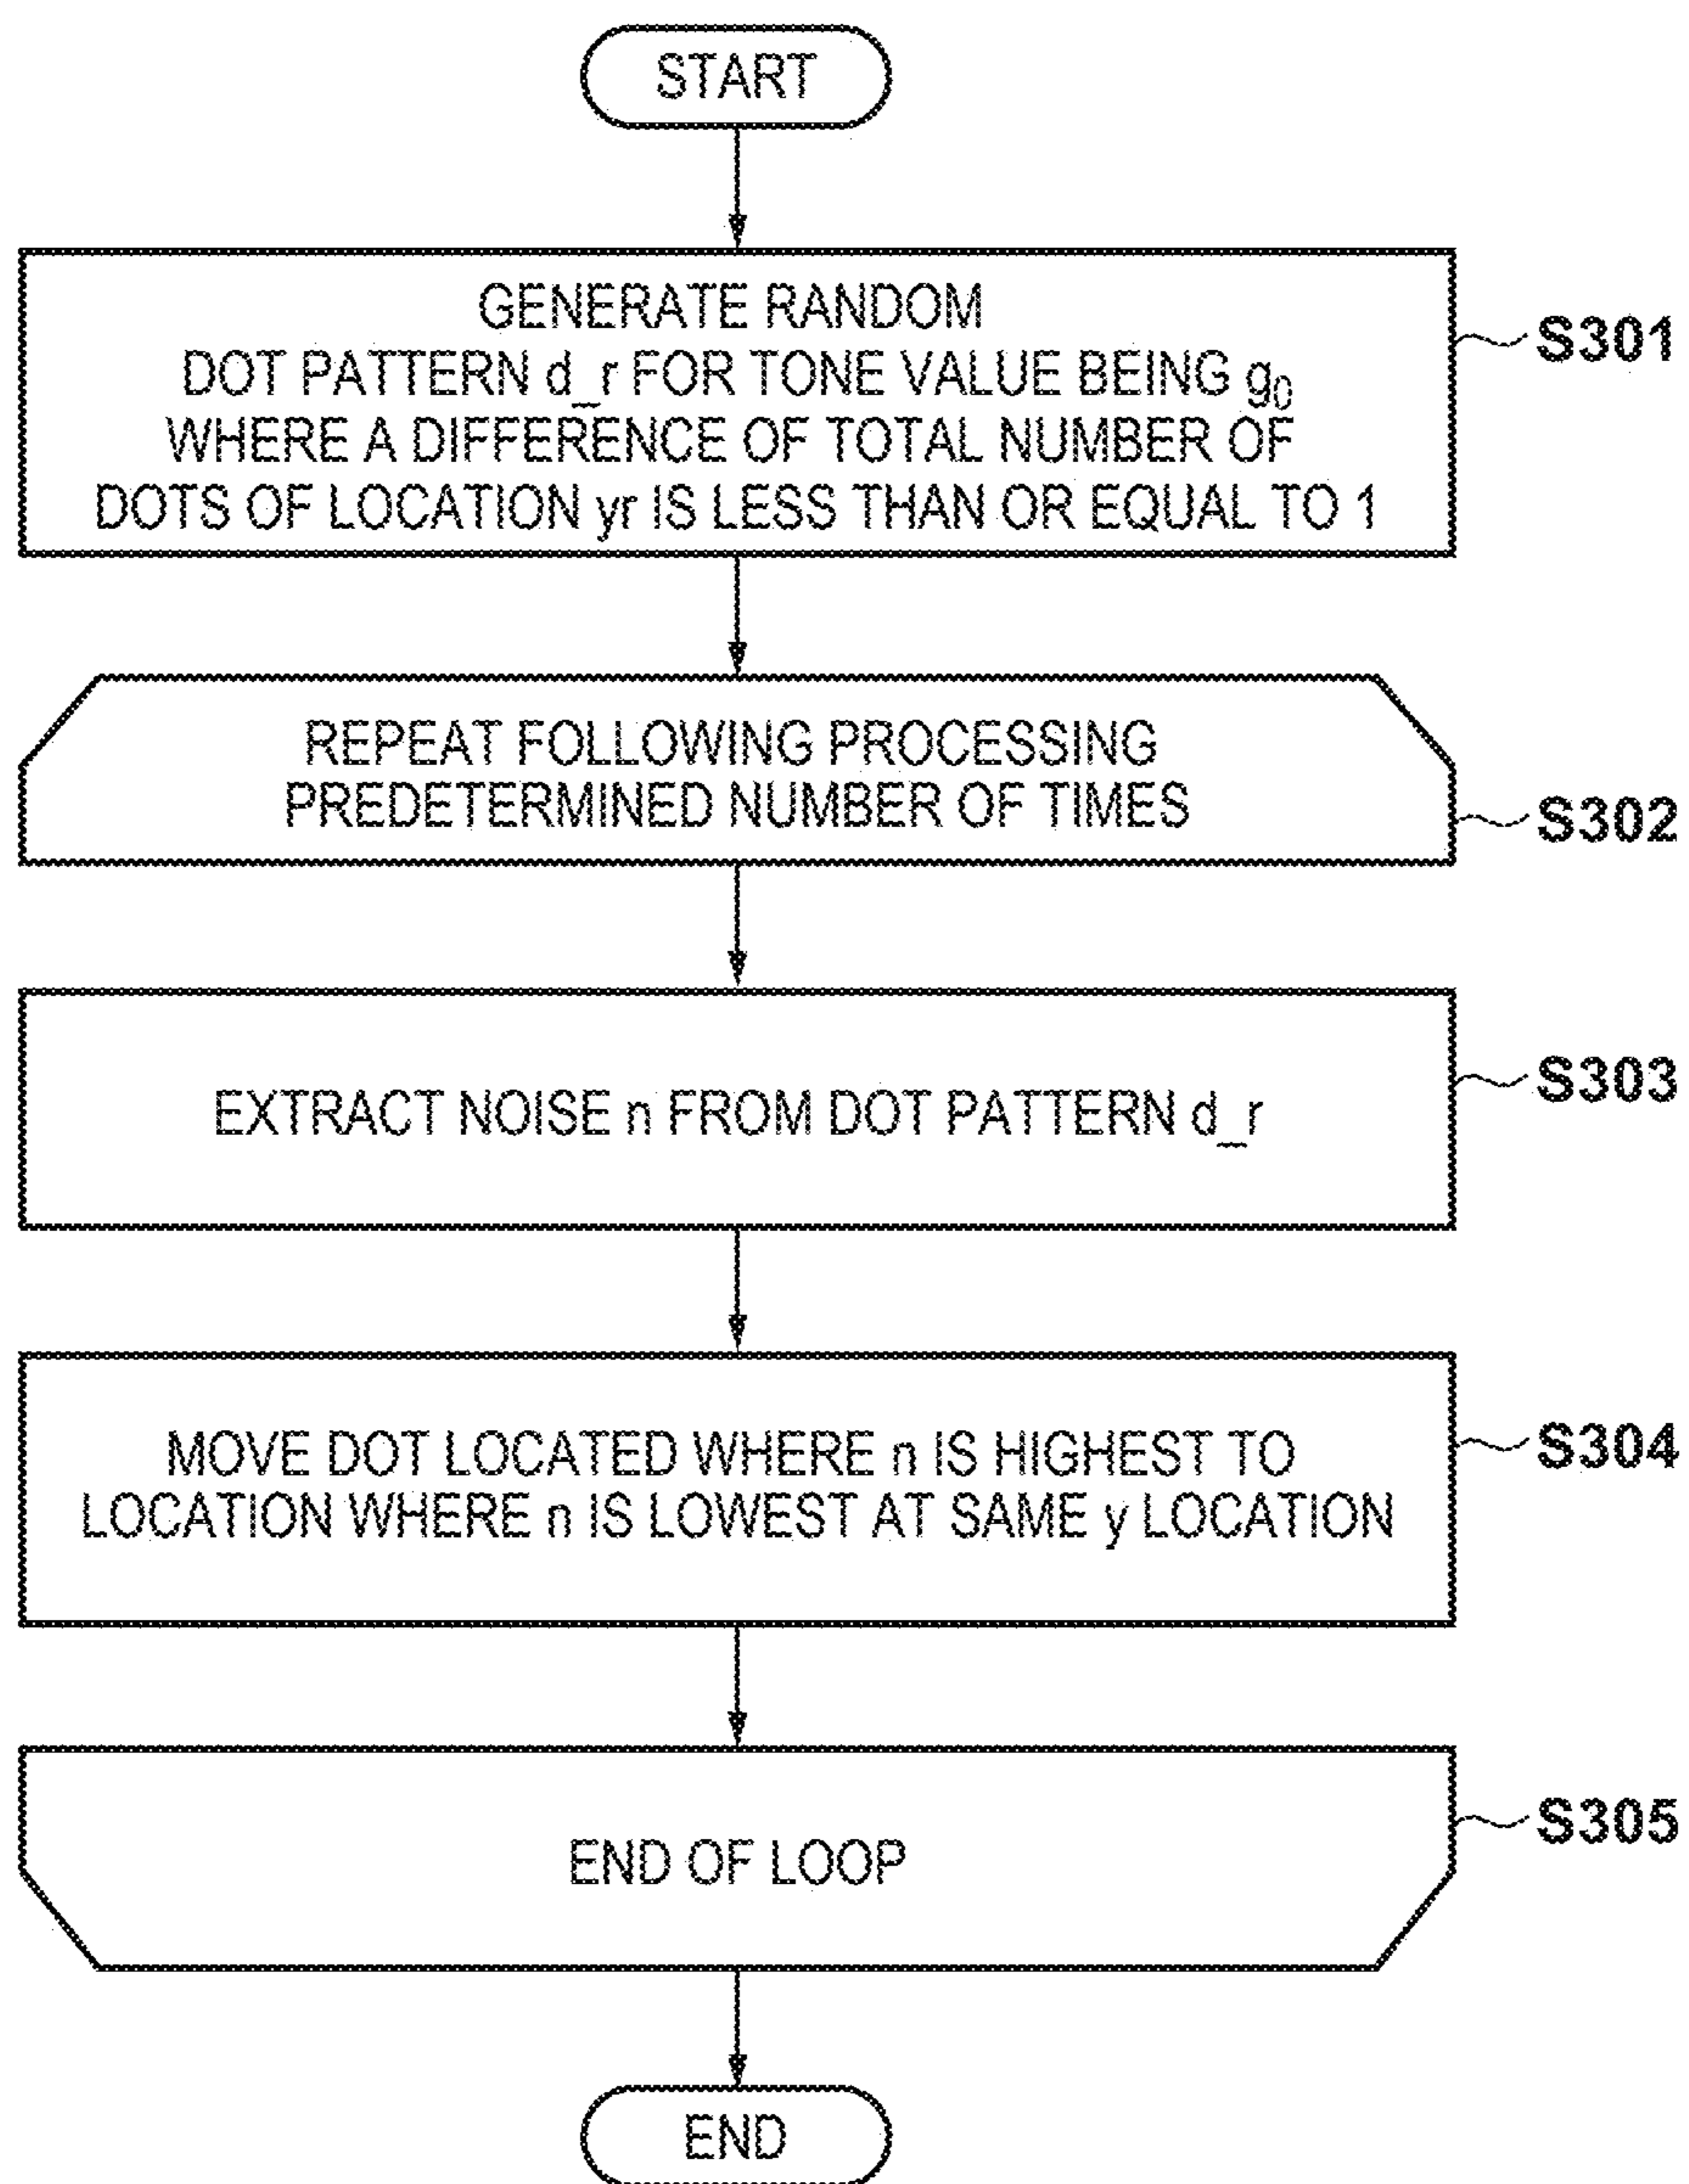 START
GENERATE RANDOM
DOT PATTERN d_r FOR TONE VALUE BEING g₀
WHERE A DIFFERENCE OF TOTAL NUMBER OF
DOTS OF LOCATION yr IS LESS THAN OR EQUAL TO 1
S301
REPEAT FOLLOWING PROCESSING
PREDETERMINED NUMBER OF TIMES
S302
EXTRACT NOISE n FROM DOT PATTERN d_r
S303
MOVE DOT LOCATED WHERE n IS HIGHEST TO
LOCATION WHERE n IS LOWEST AT SAME y LOCATION
S304
END OF LOOP
S305
END